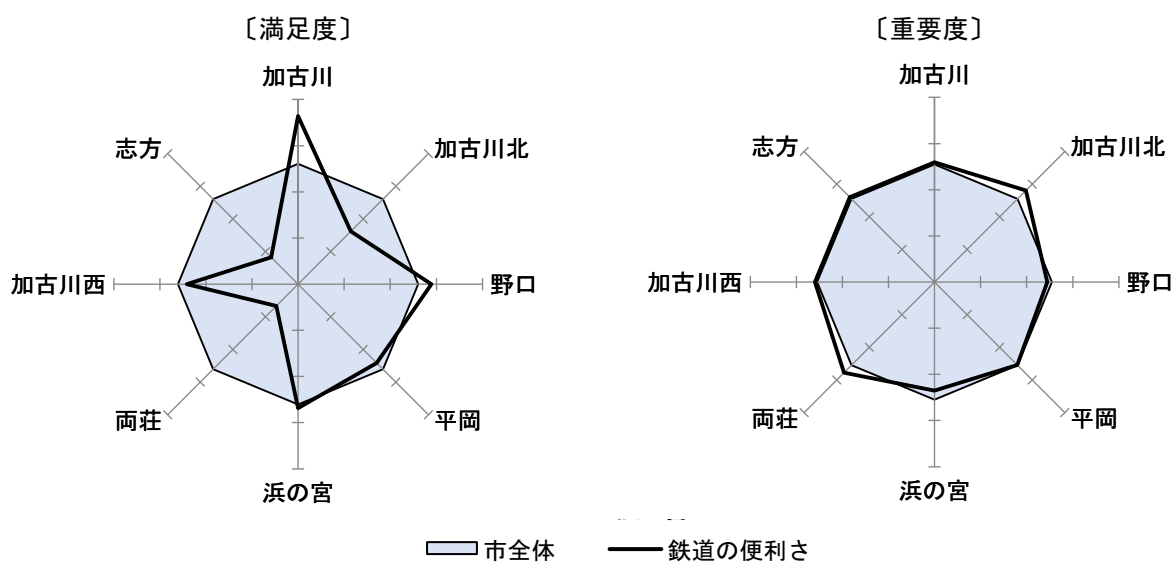 〔満足度〕
加古川
加古川北
野口
平岡
浜の宮
両荘
加古川西
志方
〔重要度〕
加古川
加古川北
野口
平岡
浜の宮
両荘
加古川西
志方
市全体
鉄道の便利さ